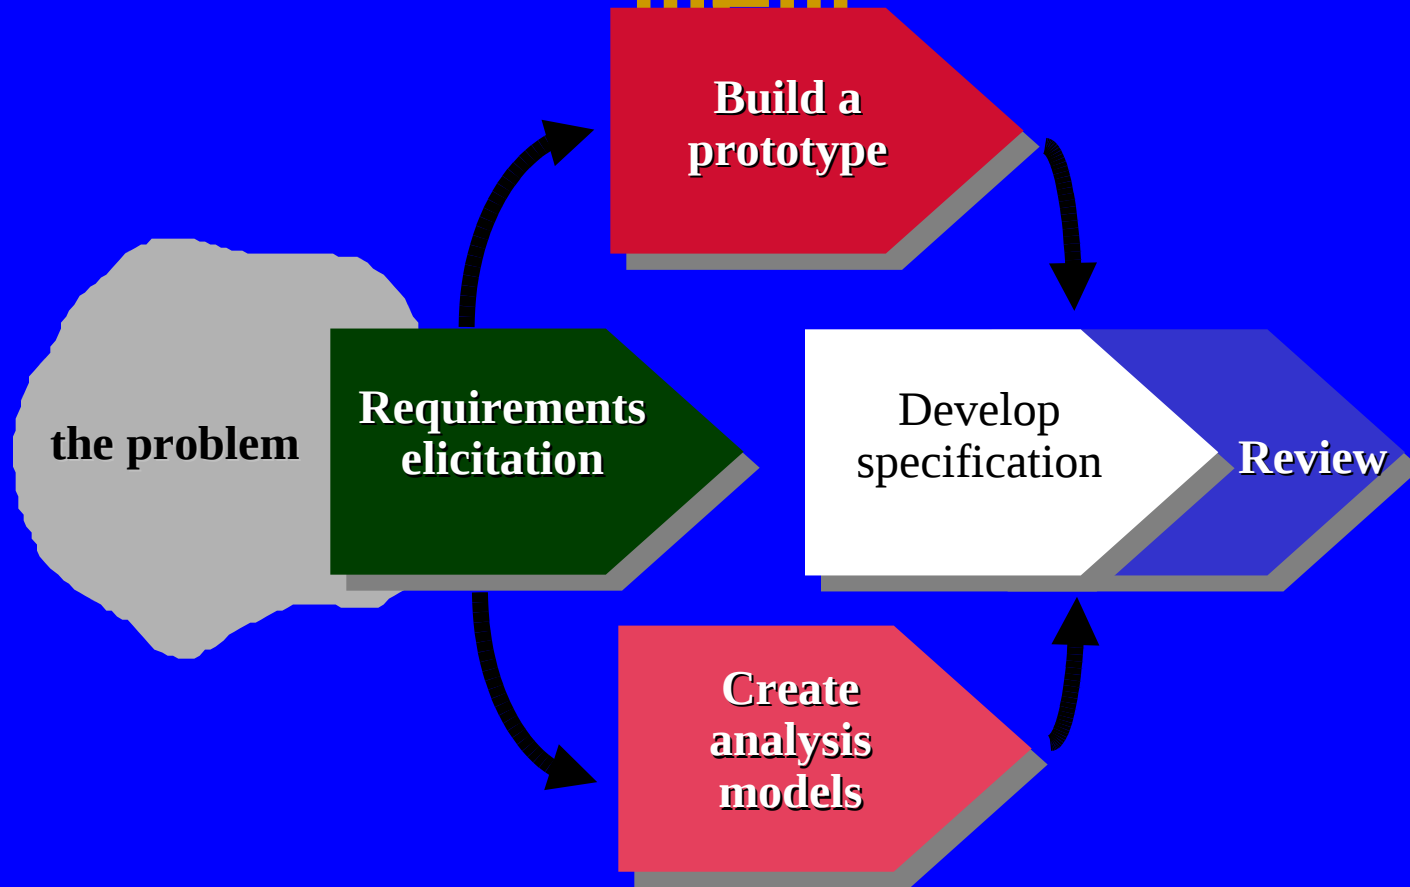 Build a
prototype
the problem
Requirements
elicitation
Develop
specification
Review
Create
analysis
models